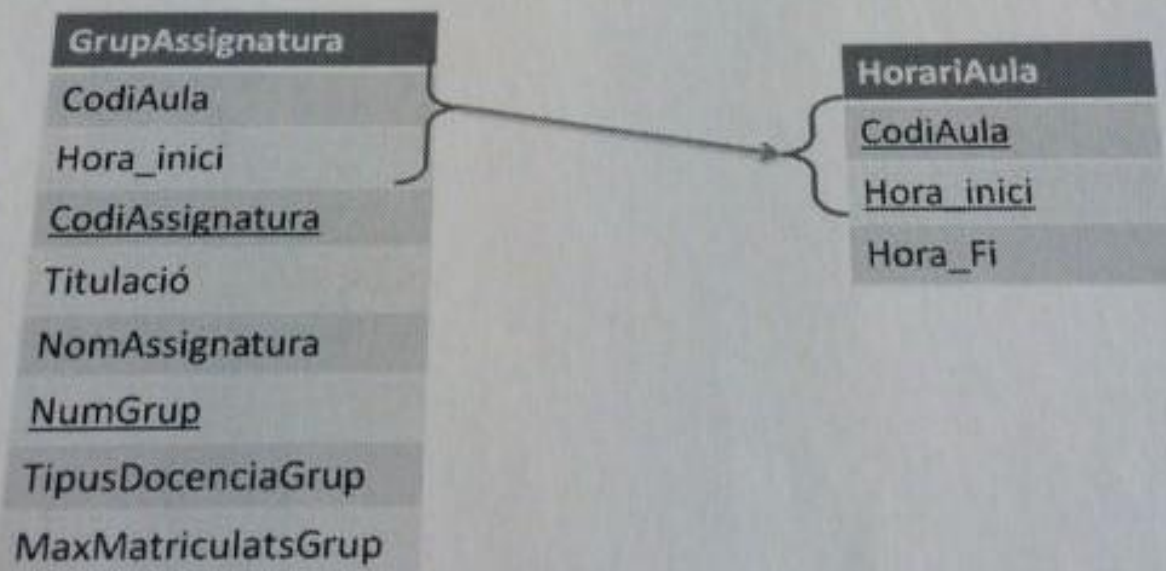 GrupAssignatura
CodiAula
Hora_inici
CodiAssignatura
Titulació
NomAssignatura
NumGrup
TipusDocenciaGrup
MaxMatriculatsGrup
HorariAula
CodiAula
Hora_inici
Hora_Fi